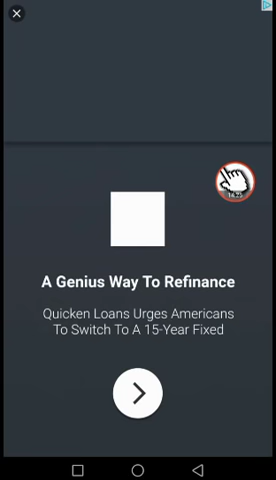 A Genius Way To Refinance
Quicken Loans Urges Americans
To Switch To A 15-Year Fixed